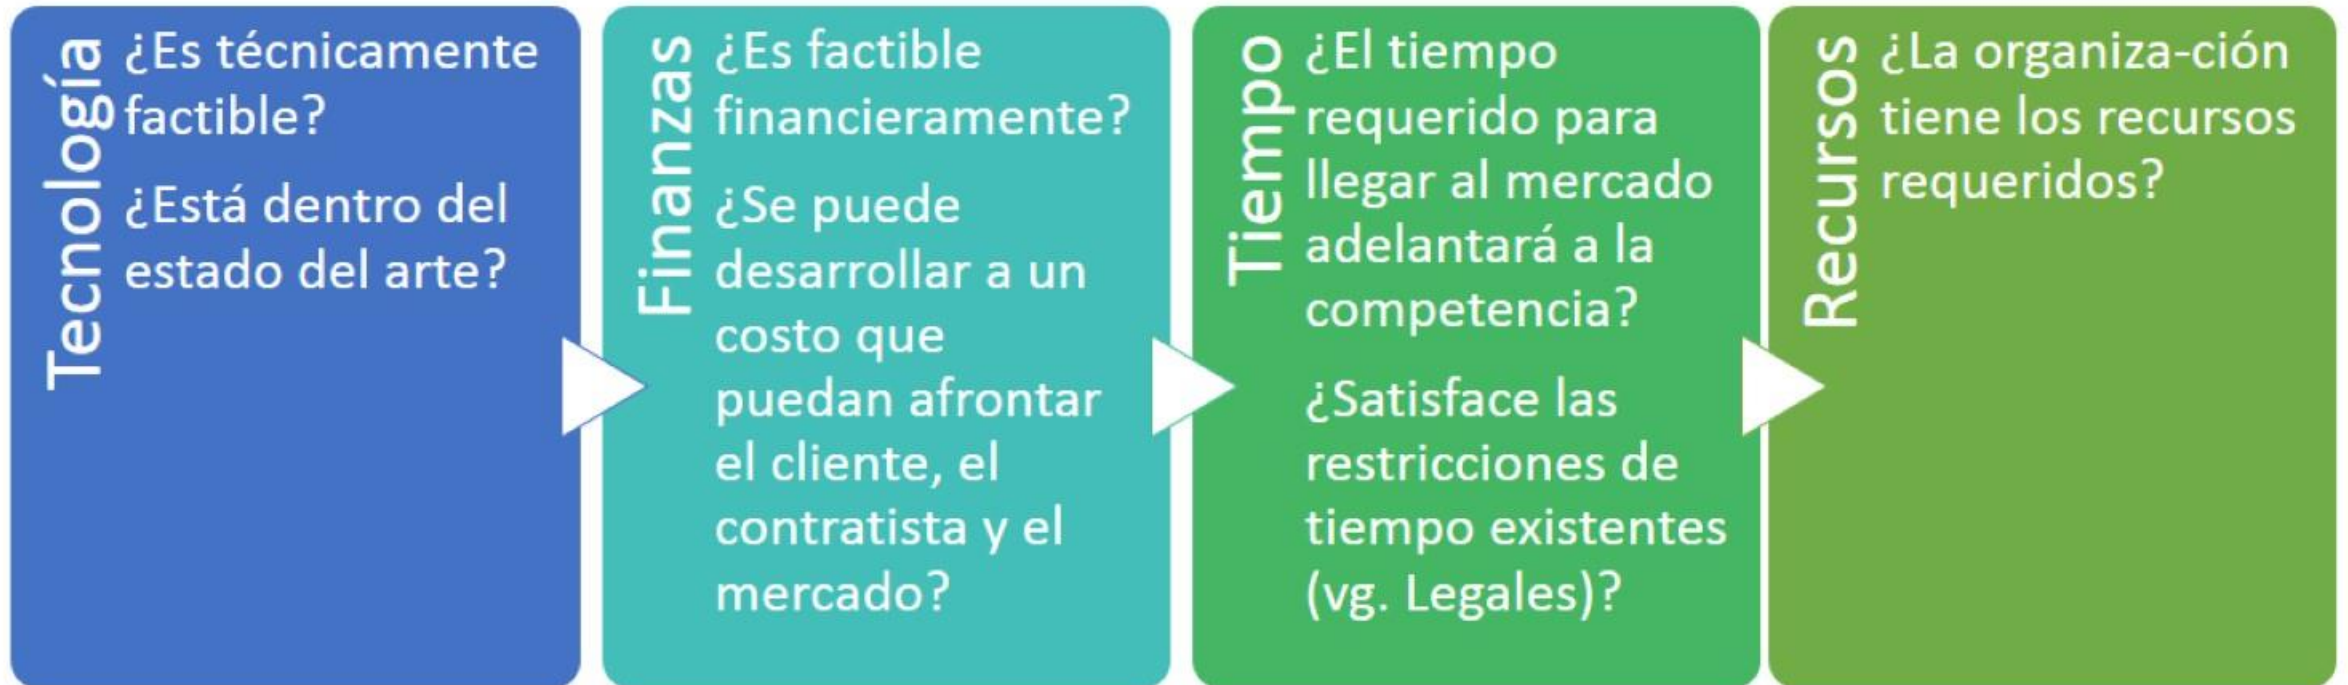 Tecnología
¿Es técnicamente
factible?
¿Está dentro del
estado del arte?
Finanzas
¿Es factible
financieramente?
¿Se puede
desarrollar a un
costo que
puedan afrontar
el cliente, el
contratista y el
mercado?
Tiempo
¿El tiempo
requerido para
llegar al mercado
adelantará a la
competencia?
¿Satisface las
restricciones de
tiempo existentes
(vg. Legales)?
Recursos
¿La organiza-ción
tiene los recursos
requeridos?